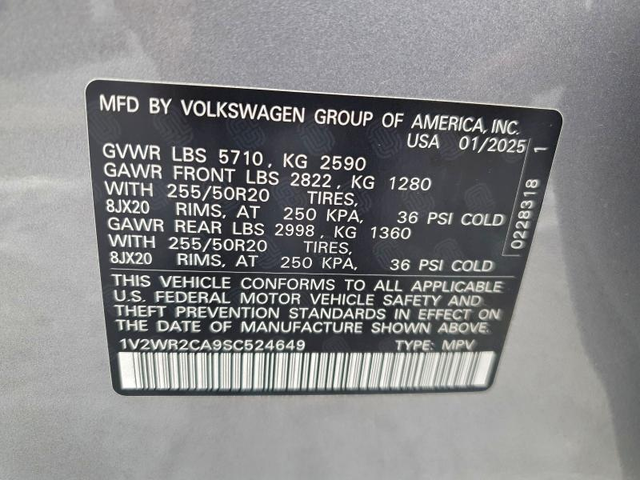 MFD BY VOLKSWAGEN GROUP OF AMERICA, INC.
USA 01/2025
GVWR LBS 5710, KG 2590
GAWR FRONT LBS 2822, KG 1280
WITH 255/50R20 TIRES,
8JX20 RIMS, AT 250 KPA, 36 PSI COLD
GAWR REAR LBS 2998, KG 1360
WITH 255/50R20 TIRES,
8JX20 RIMS, AT 250 KPA, 36 PSI COLD
THIS VEHICLE CONFORMS TO ALL APPLICABLE
U.S. FEDERAL MOTOR VEHICLE SAFETY AND
THEFT PREVENTION STANDARDS IN EFFECT ON
THE DATE OF MANUFACTURE SHOWN ABOVE.
1V2WR2CA9SC524649 TYPE: MPV
0228318 1